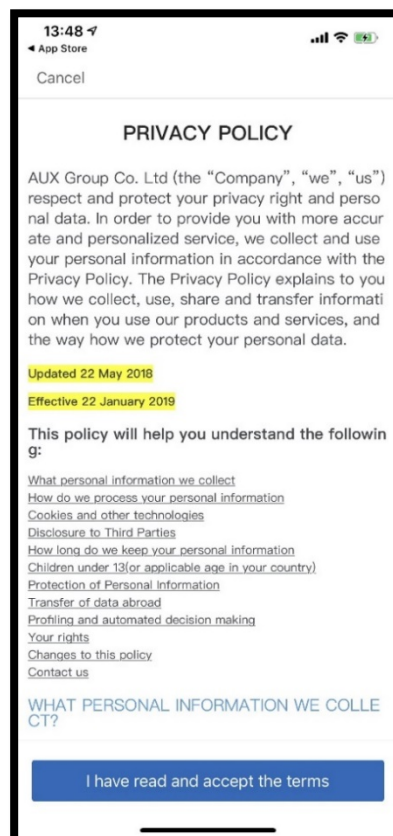 13:48
◀ App Store
Cancel
PRIVACY POLICY
AUX Group Co. Ltd (the “Company”, “we”, “us”)
respect and protect your privacy right and perso
nal data. In order to provide you with more accur
ate and personalized service, we collect and use
your personal information in accordance with the
Privacy Policy. The Privacy Policy explains to you
how we collect, use, share and transfer informati
on when you use our products and services, and
the way how we protect your personal data.
Updated 22 May 2018
Effective 22 January 2019
This policy will help you understand the followin
g:
What personal information we collect
How do we process your personal information
Cookies and other technologies
Disclosure to Third Parties
How long do we keep your personal information
Children under 13(or applicable age in your country)
Protection of Personal Information
Transfer of data abroad
Profiling and automated decision making
Your rights
Changes to this policy
Contact us
WHAT PERSONAL INFORMATION WE COLLE
CT?
I have read and accept the terms